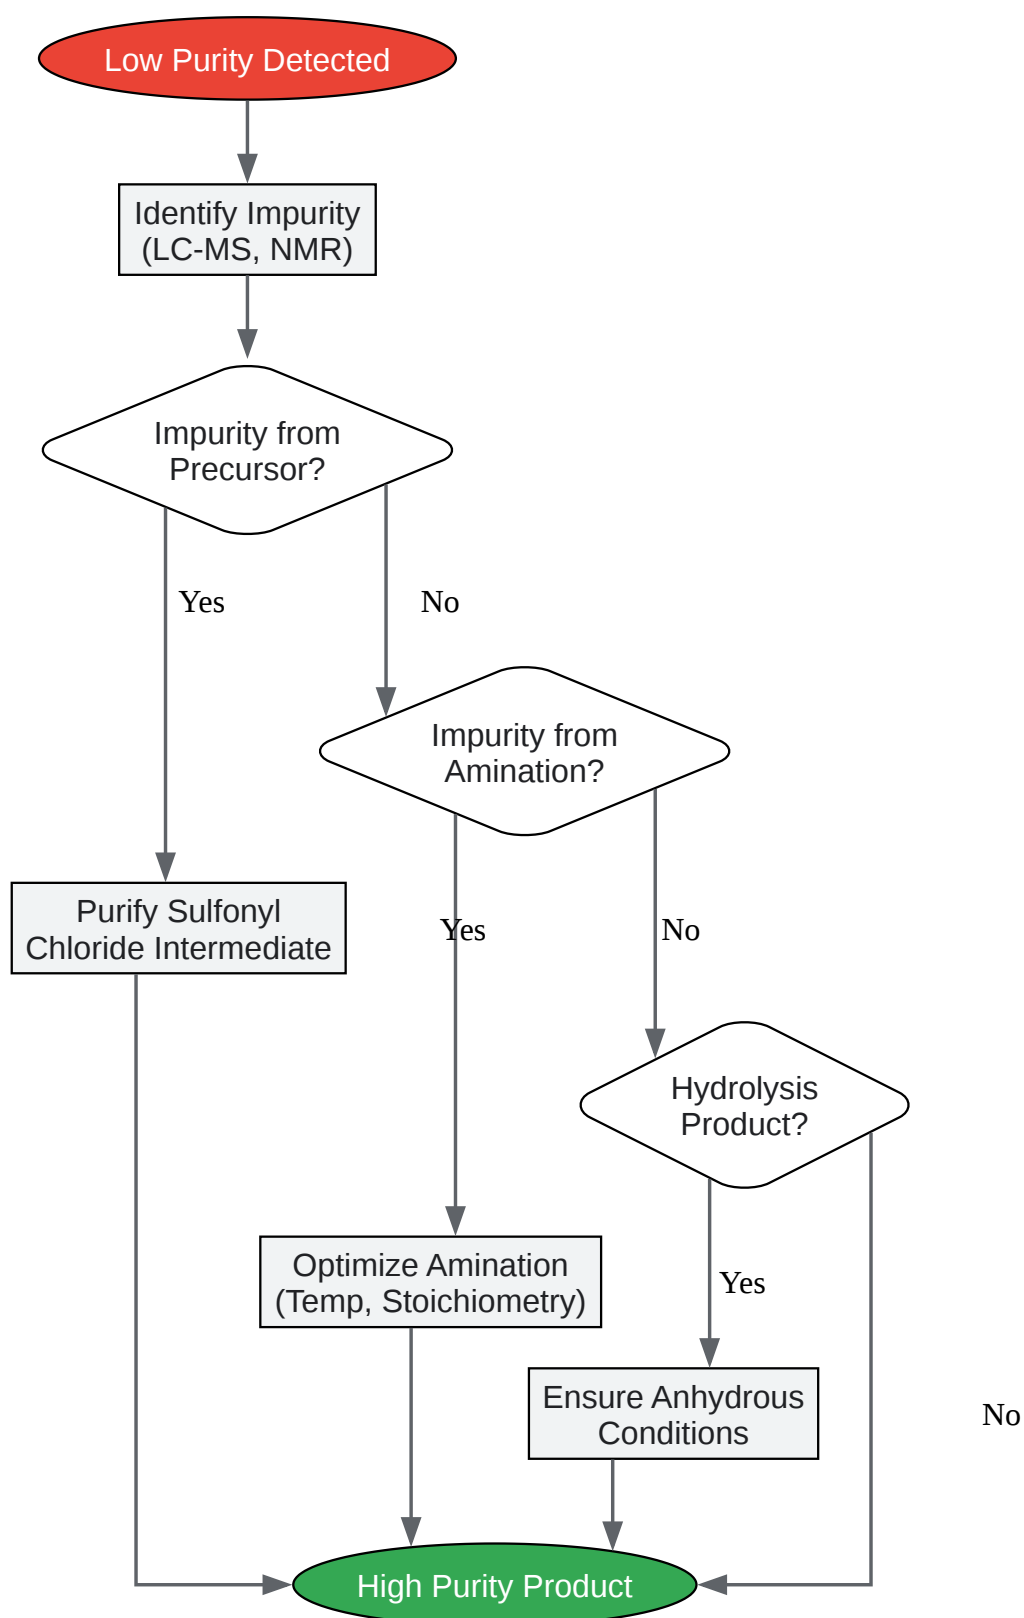 Low Purity Detected
Identify Impurity
(LC-MS, NMR)
Impurity from
Precursor?
Yes
No
Impurity from
Amination?
Purify Sulfonyl
Chloride Intermediate
Yes
No
Hydrolysis
Product?
Optimize Amination
(Temp, Stoichiometry)
Yes
Ensure Anhydrous
Conditions
No
High Purity Product